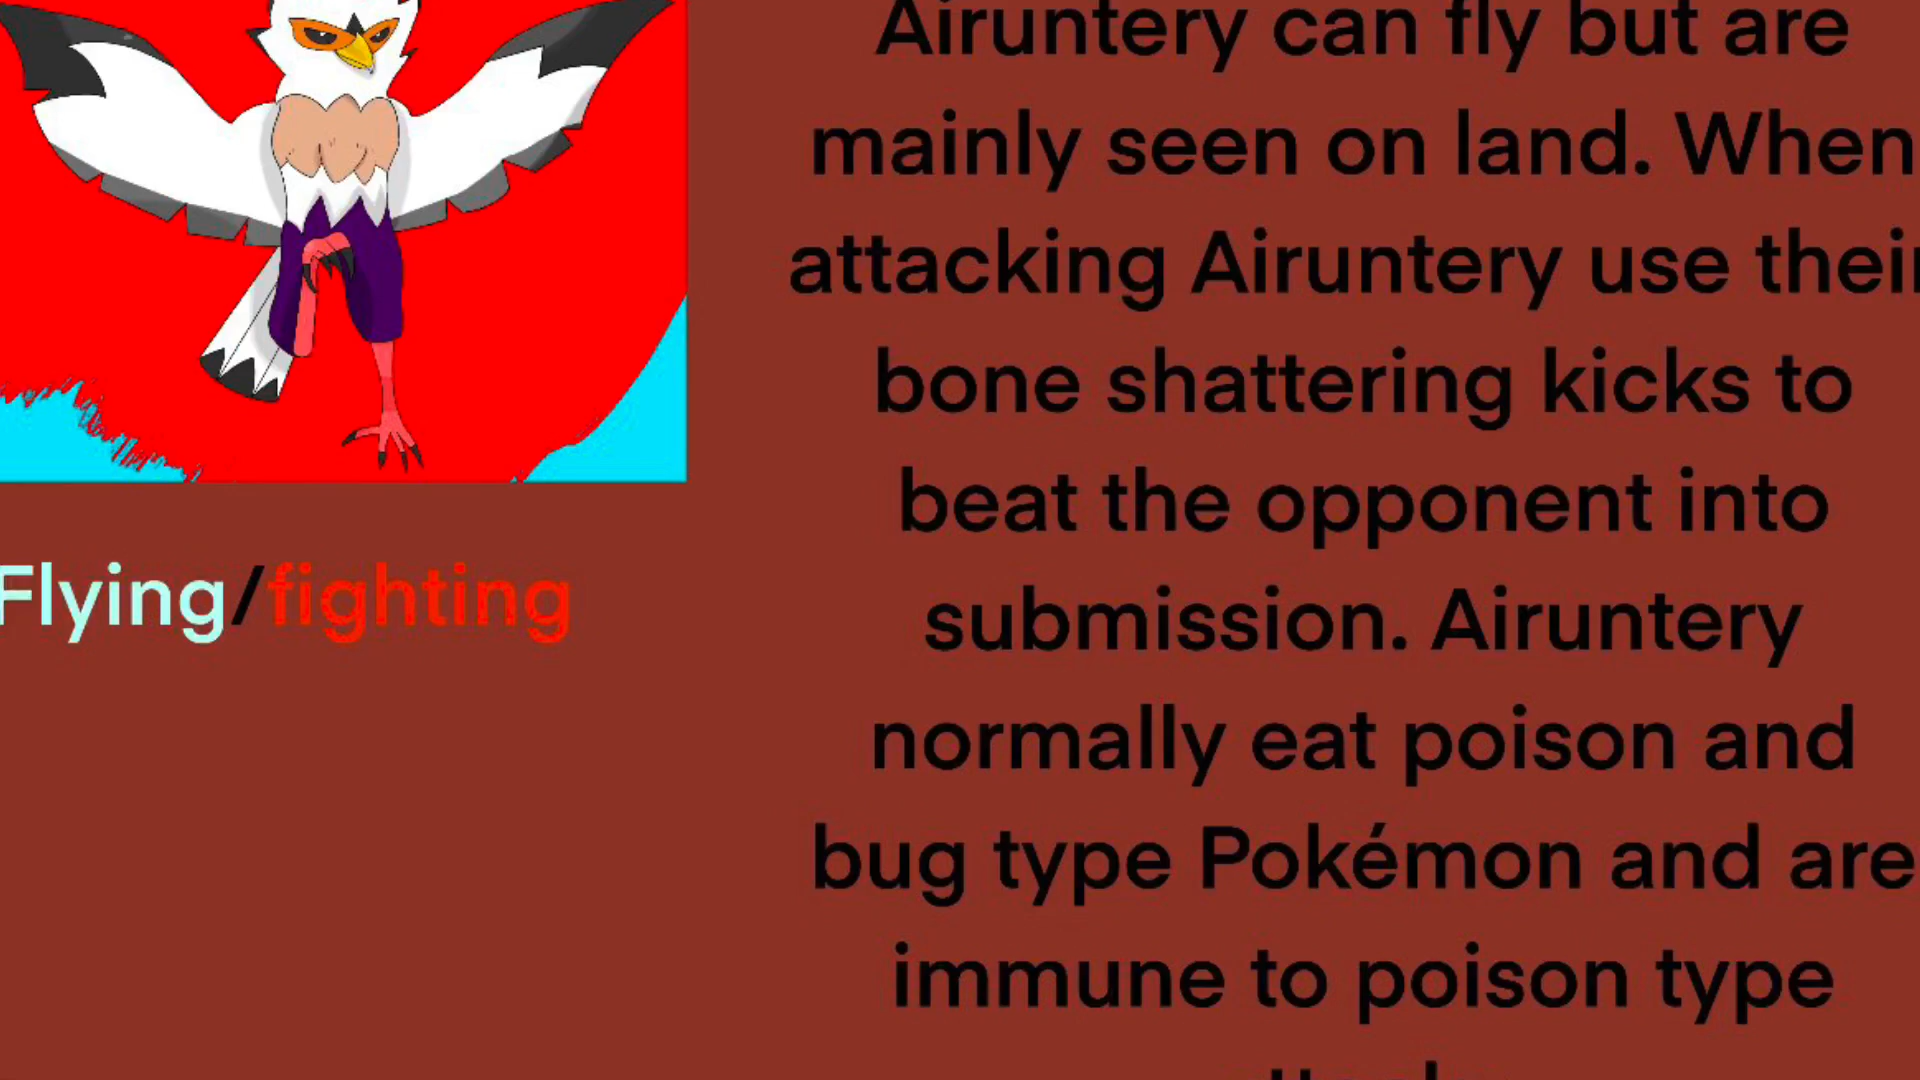 Airuntery can fly but are
mainly seen on land. When
attacking Airuntery use their
bone shattering kicks to
beat the opponent into
submission. Airuntery
normally eat poison and
bug type Pokémon and are
immune to poison type
Flying/fighting